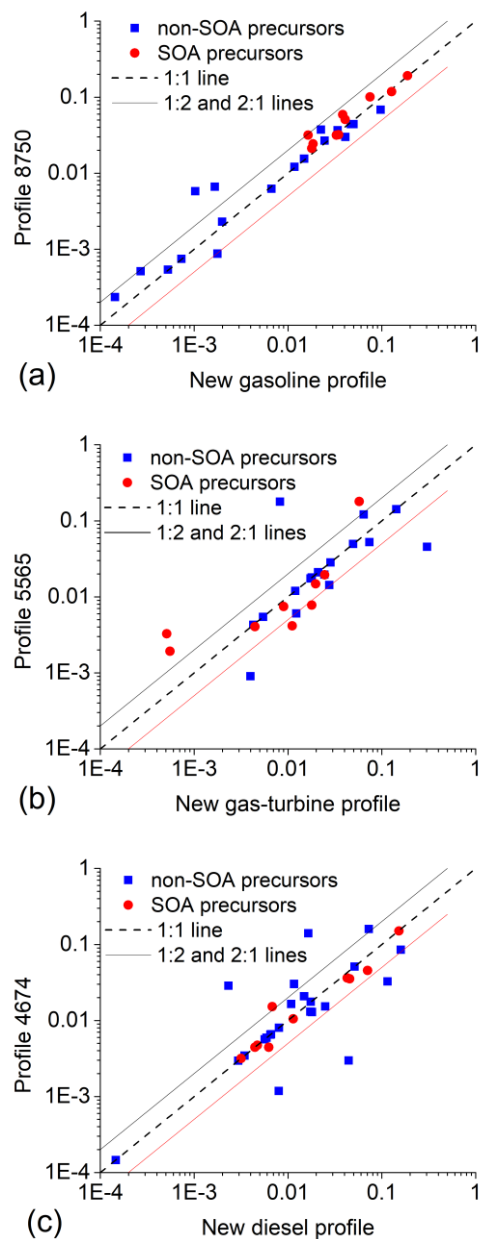 non-SOA precursors
SOA precursors
1:1 line
1:2 and 2:1 lines
Profile 8750
1
0.1
0.01
1E-3
1E-4
1E-4 1E-3 0.01 0.1 1
(a) New gasoline profile
non-SOA precursors
SOA precursors
1:1 line
1:2 and 2:1 lines
Profile 5565
1
0.1
0.01
1E-3
1E-4
1E-4 1E-3 0.01 0.1 1
(b) New gas-turbine profile
non-SOA precursors
SOA precursors
1:1 line
1:2 and 2:1 lines
Profile 4674
1
0.1
0.01
1E-3
1E-4
1E-4 1E-3 0.01 0.1 1
(c) New diesel profile